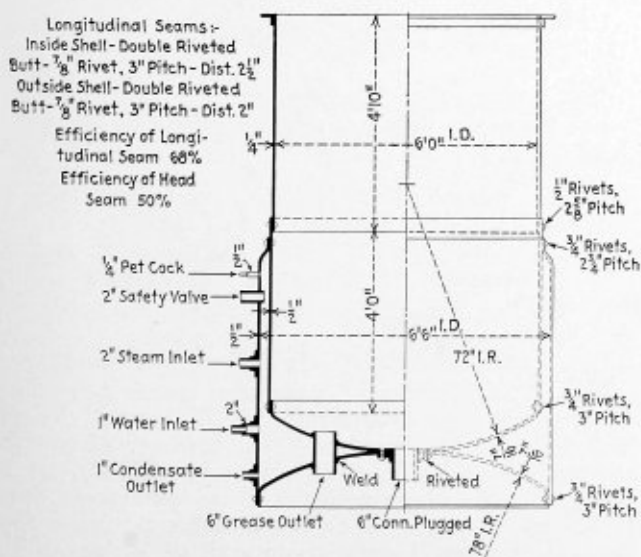 Longitudinal Seams:-
Inside Shell-Double Riveted
Butt-7/8" Rivet, 3" Pitch-Dist. 2 1/2"
Outside Shell-Double Riveted
Butt-7/8" Rivet, 3" Pitch-Dist. 2"
Efficiency of Longi-
tudinal Seam 68%
Efficiency of Head
Seam 50%
1/4"
4'10"
6'0" I.D.
1/2" Rivets,
2 5/8" Pitch
3/4" Rivets,
2 3/4" Pitch
1/2"
1/4" Pet Cock
2" Safety Valve
1/2"
1/2"
4'0"
6'6" I.D.
2" Steam Inlet
72" I.R.
2"
1" Water Inlet
3/4" Rivets,
3" Pitch
1" Condensate
Outlet
Weld
Riveted
6" Grease Outlet
6" Conn. Plugged
78" I.R.
3/4" Rivets,
3" Pitch